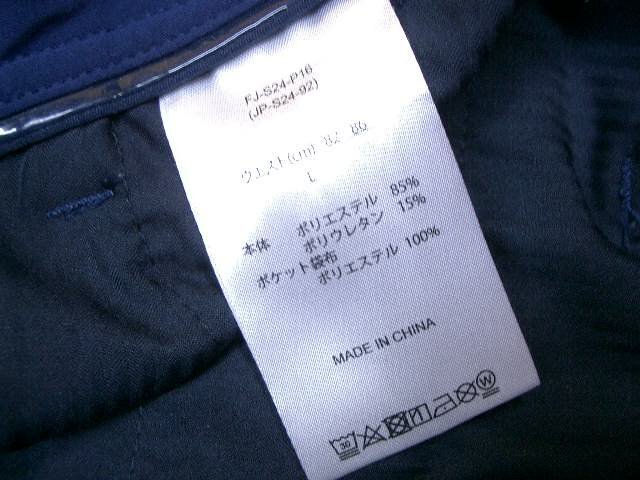 FJ-S24-P16
(JP-S24-92)
ウエスト(cm) 82 86
L
本体 ポリエステル 85%
ポリウレタン 15%
ポケット袋布
ポリエステル 100%
MADE IN CHINA
30 W